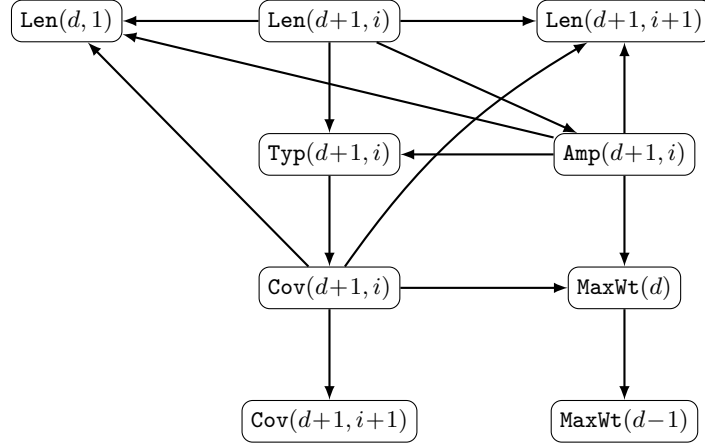 Len(d, 1)
Len(d+1, i)
Len(d+1, i+1)
Typ(d+1, i)
Amp(d+1, i)
Cov(d+1, i)
MaxWt(d)
Cov(d+1, i+1)
MaxWt(d−1)